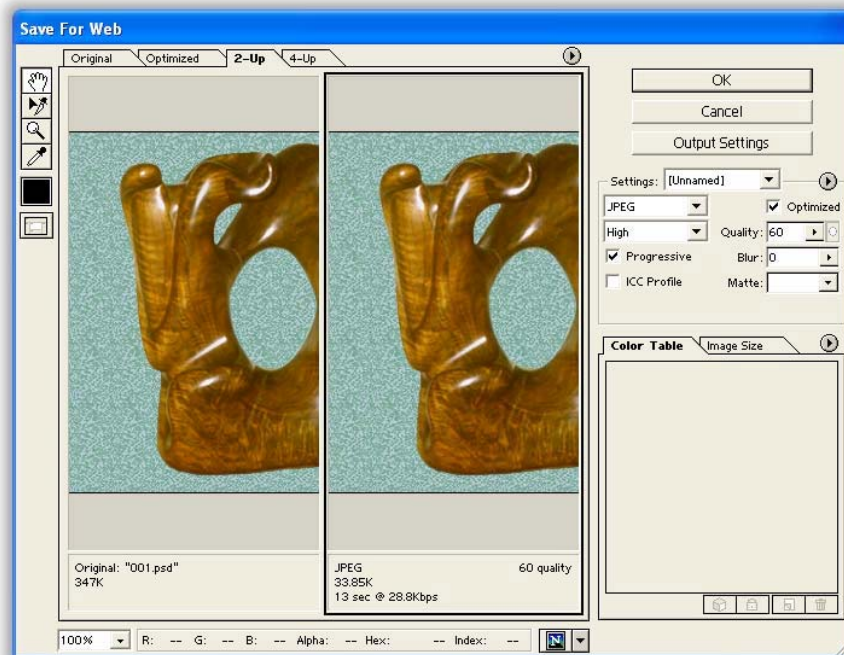 Save For Web
Original Optimized 2-Up 4-Up
OK
Cancel
Output Settings
Settings: [Unnamed]
JPEG Optimized
High Quality: 60
Progressive Blur: 0
ICC Profile Matte:
Color Table Image Size
Original: "001.psd"
347K
JPEG 60 quality
33.85K
13 sec @ 28.8Kbps
100% R: -- G: -- B: -- Alpha: -- Hex: -- Index: -- N